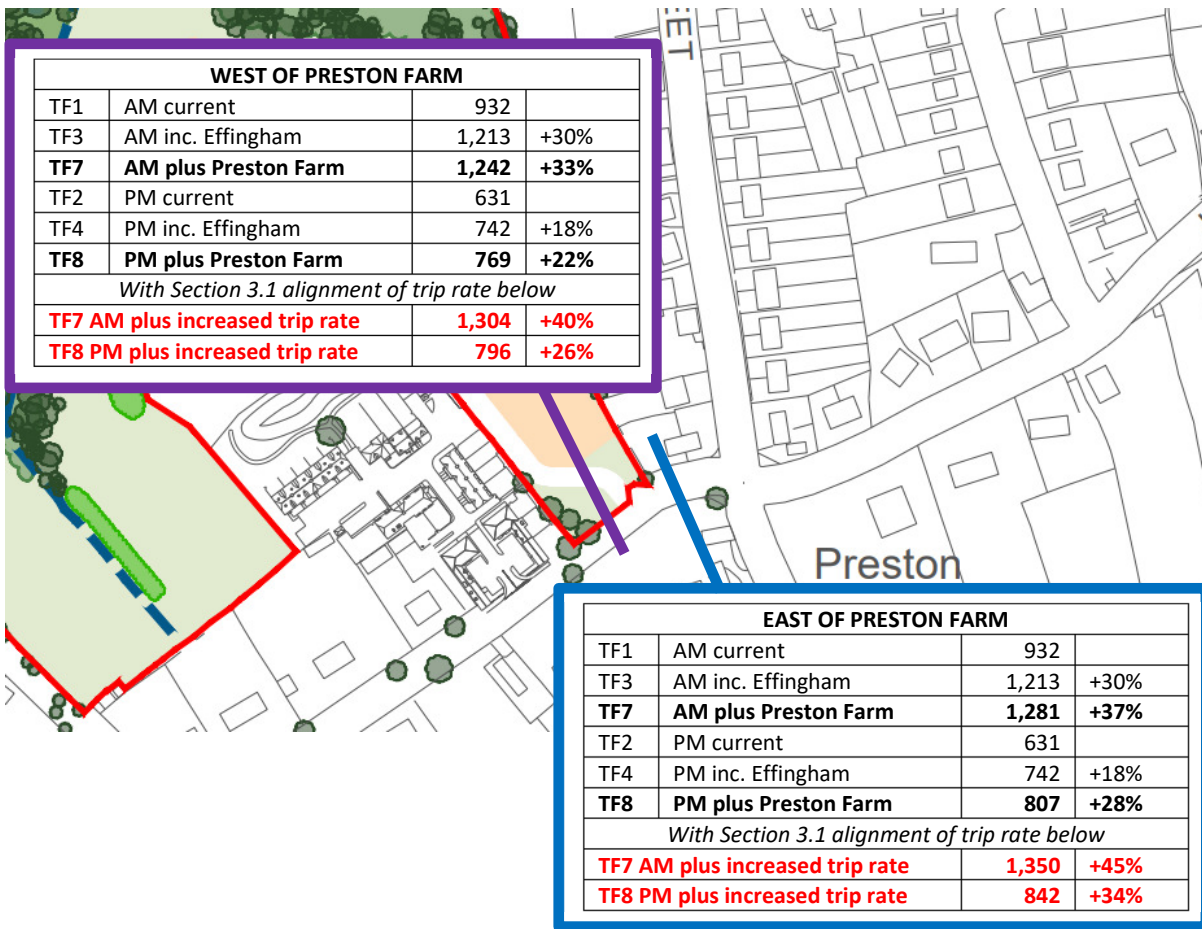 EET
WEST OF PRESTON FARM
TF1 AM current 932
TF3 AM inc. Effingham 1,213 +30%
TF7 AM plus Preston Farm 1,242 +33%
TF2 PM current 631
TF4 PM inc. Effingham 742 +18%
TF8 PM plus Preston Farm 769 +22%
With Section 3.1 alignment of trip rate below
TF7 AM plus increased trip rate 1,304 +40%
TF8 PM plus increased trip rate 796 +26%
Preston
EAST OF PRESTON FARM
TF1 AM current 932
TF3 AM inc. Effingham 1,213 +30%
TF7 AM plus Preston Farm 1,281 +37%
TF2 PM current 631
TF4 PM inc. Effingham 742 +18%
TF8 PM plus Preston Farm 807 +28%
With Section 3.1 alignment of trip rate below
TF7 AM plus increased trip rate 1,350 +45%
TF8 PM plus increased trip rate 842 +34%